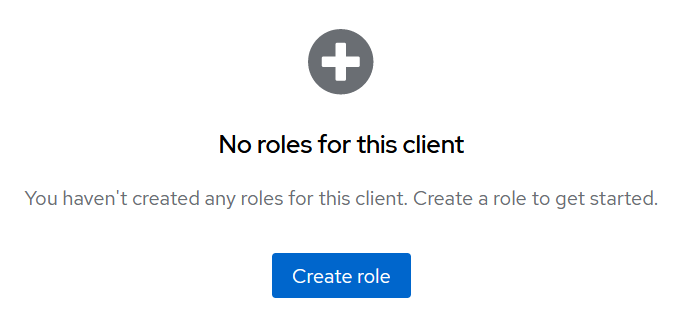 No roles for this client
You haven't created any roles for this client. Create a role to get started.
Create role